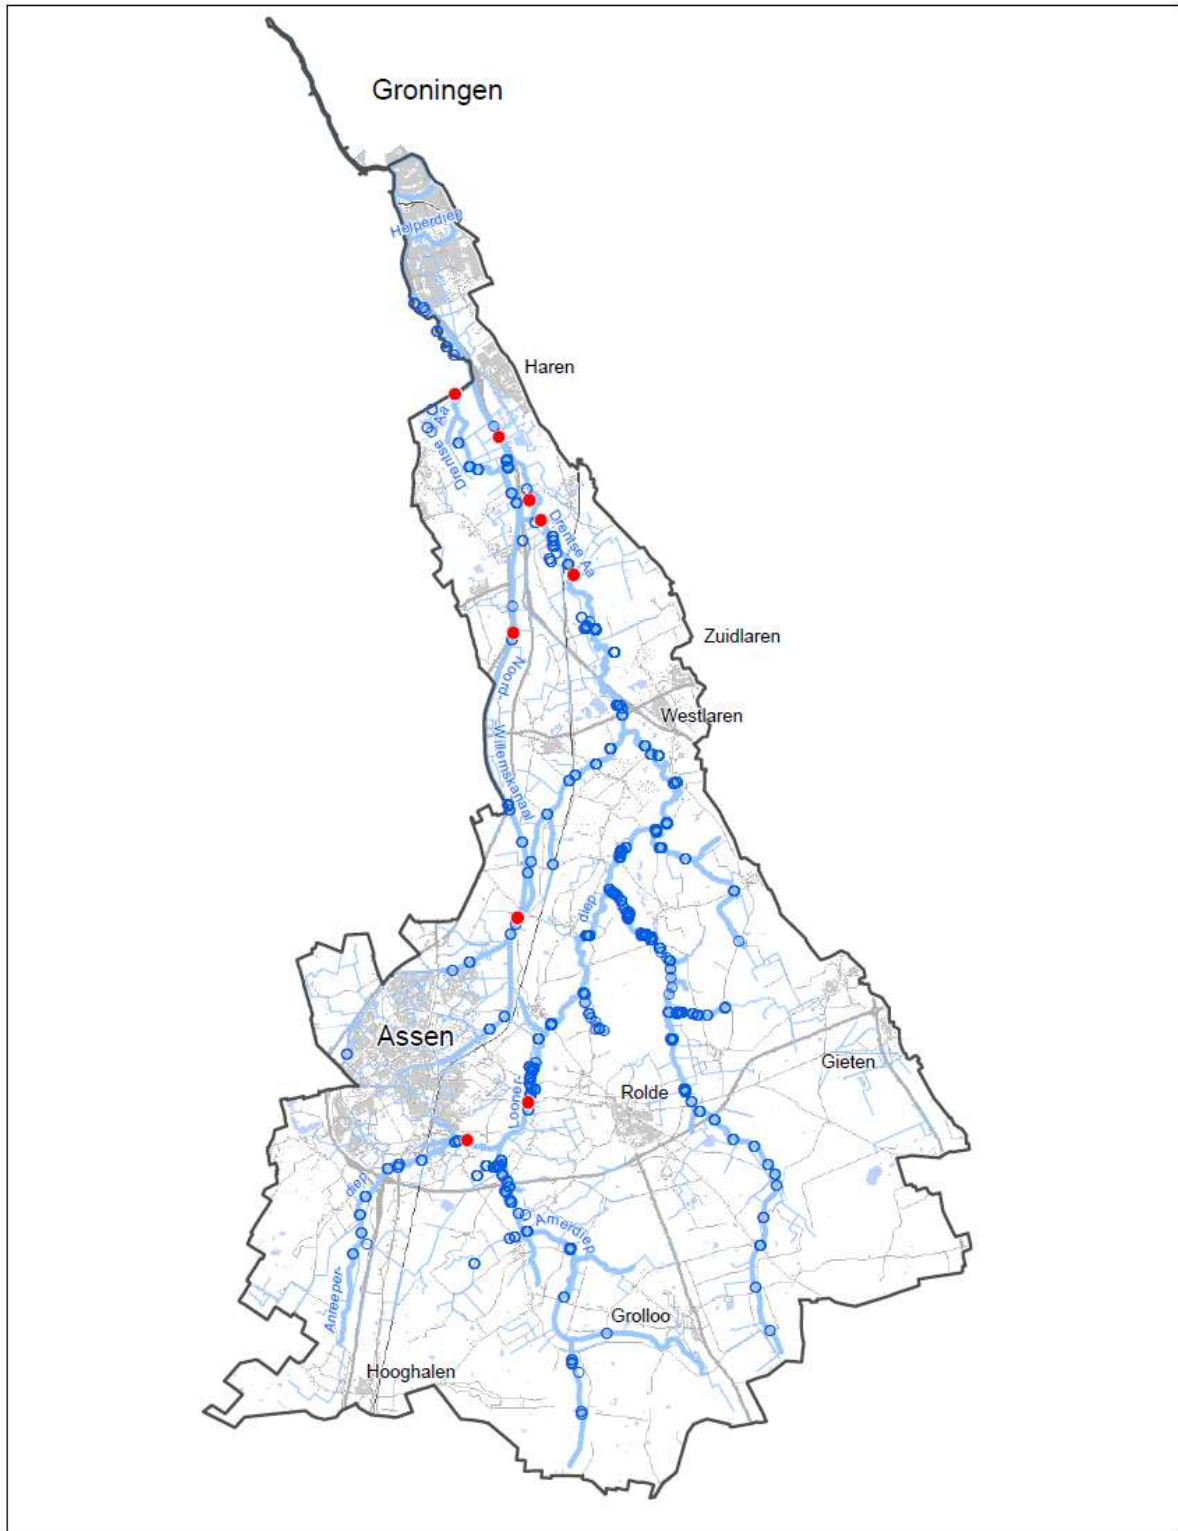 Groningen
Helperdiep
Haren
Drentse Aa
Drentse Aa
Zuidlaren
Noord-
Westlaren
Willemskanaal
diep
Assen
Gieten
Rolde
Looner-
diep
Amerdiep
Anreeper-
Grolloo
Hooghalen